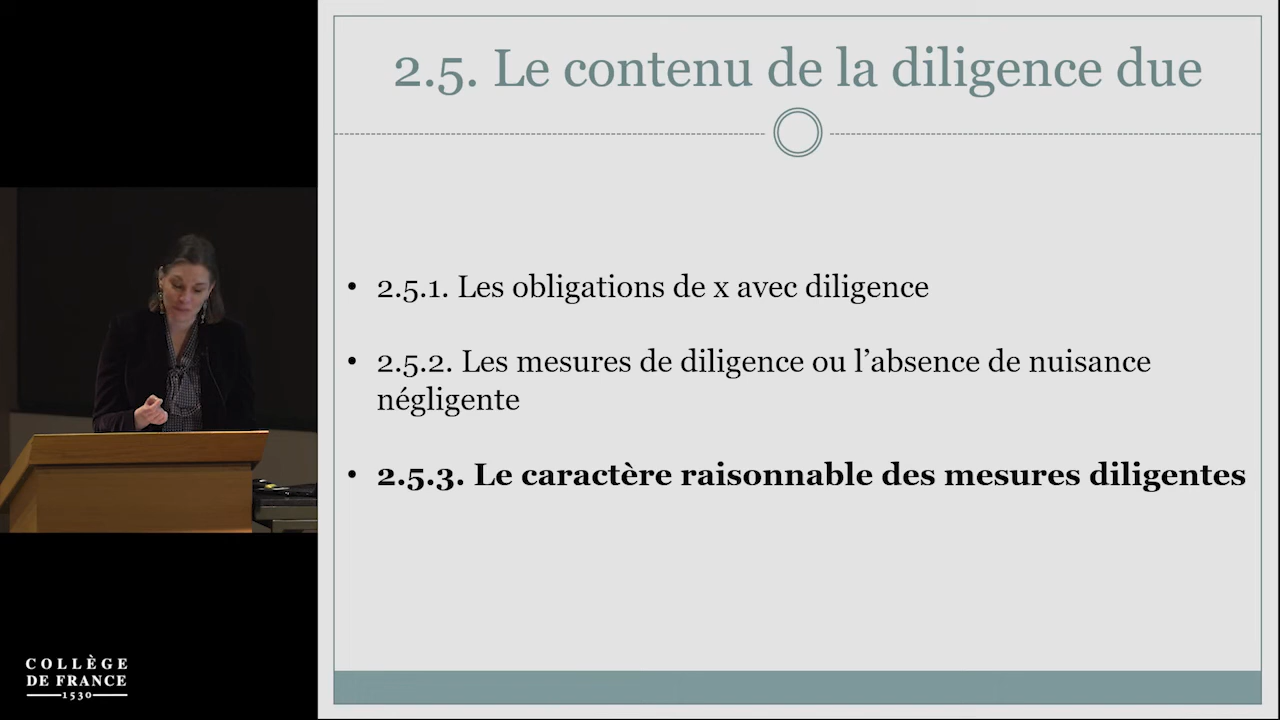 2.5. Le contenu de la diligence due
• 2.5.1. Les obligations de x avec diligence
• 2.5.2. Les mesures de diligence ou l’absence de nuisance
négligente
• 2.5.3. Le caractère raisonnable des mesures diligentes
COLLÈGE
DE FRANCE
1530